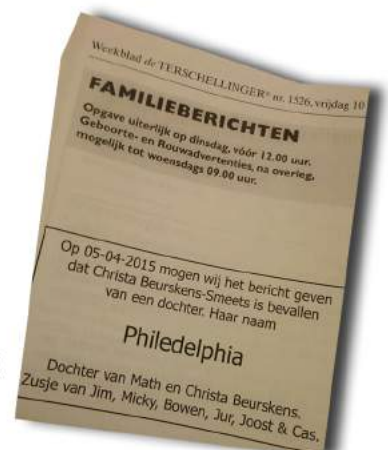 Weekblad de TERSCHELLINGER® nr. 1526, vrijdag 10
FAMILIEBERICHTEN
Opgave uiterlijk op dinsdag, vóór 12.00 uur.
Geboorte- en Rouwadvertenties, na overleg,
mogelijk tot woensdags 09.00 uur.
Op 05-04-2015 mogen wij het bericht geven
dat Christa Beurskens-Smeets is bevallen
van een dochter. Haar naam
Philedelphia
Dochter van Math en Christa Beurskens.
Zusje van Jim, Micky, Bowen, Jur, Joost & Cas.